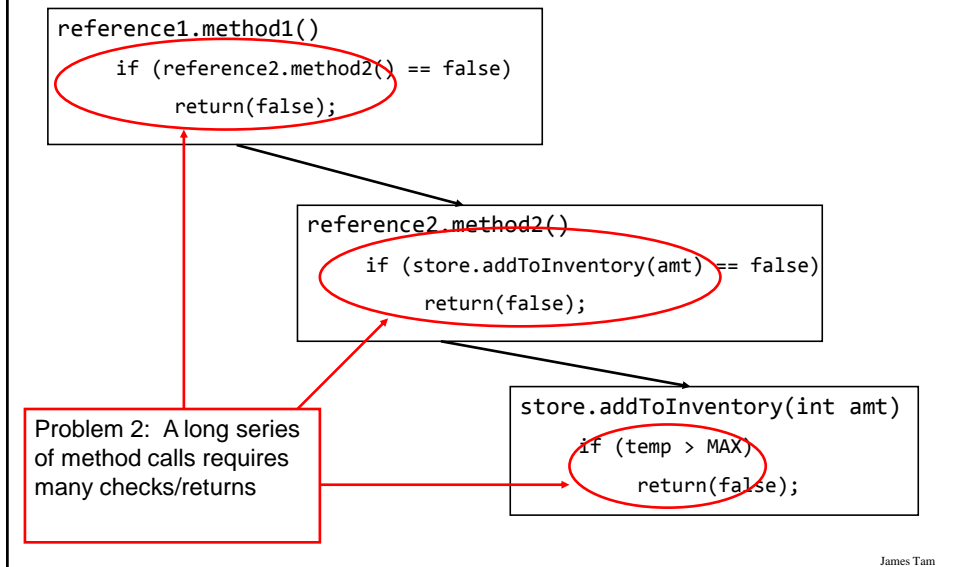 reference1.method1()
if (reference2.method2() == false)
return(false);
reference2.method2()
if (store.addToInventory(amt) == false)
return(false);
store.addToInventory(int amt)
if (temp > MAX)
return(false);
Problem 2: A long series
of method calls requires
many checks/returns
James Tam